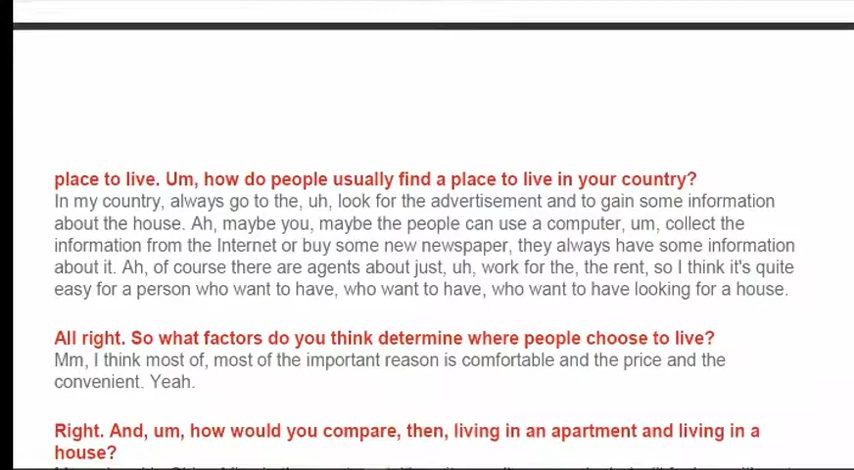 place to live. Um, how do people usually find a place to live in your country?
In my country, always go to the, uh, look for the advertisement and to gain some information
about the house. Ah, maybe you, maybe the people can use a computer, um, collect the
information from the Internet or buy some new newspaper, they always have some information
about it. Ah, of course there are agents about just, uh, work for the, the rent, so I think it's quite
easy for a person who want to have, who want to have, who want to have looking for a house.
All right. So what factors do you think determine where people choose to live?
Mm, I think most of, most of the important reason is comfortable and the price and the
convenient. Yeah.
Right. And, um, how would you compare, then, living in an apartment and living in a
house?